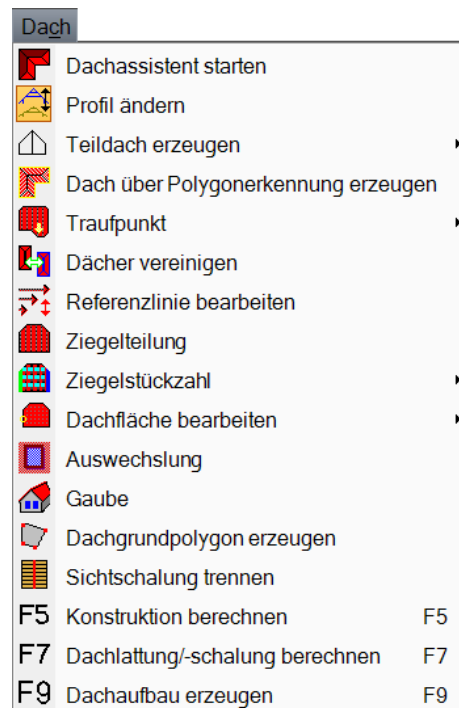 Dach
Dachassistent starten
Profil ändern
Teildach erzeugen
Dach über Polygonerkennung erzeugen
Traufpunkt
Dächer vereinigen
Referenzlinie bearbeiten
Ziegelteilung
Ziegelstückzahl
Dachfläche bearbeiten
Auswechslung
Gaube
Dachgrundpolygon erzeugen
Sichtschalung trennen
F5 Konstruktion berechnen F5
F7 Dachlattung/-schalung berechnen F7
F9 Dachaufbau erzeugen F9